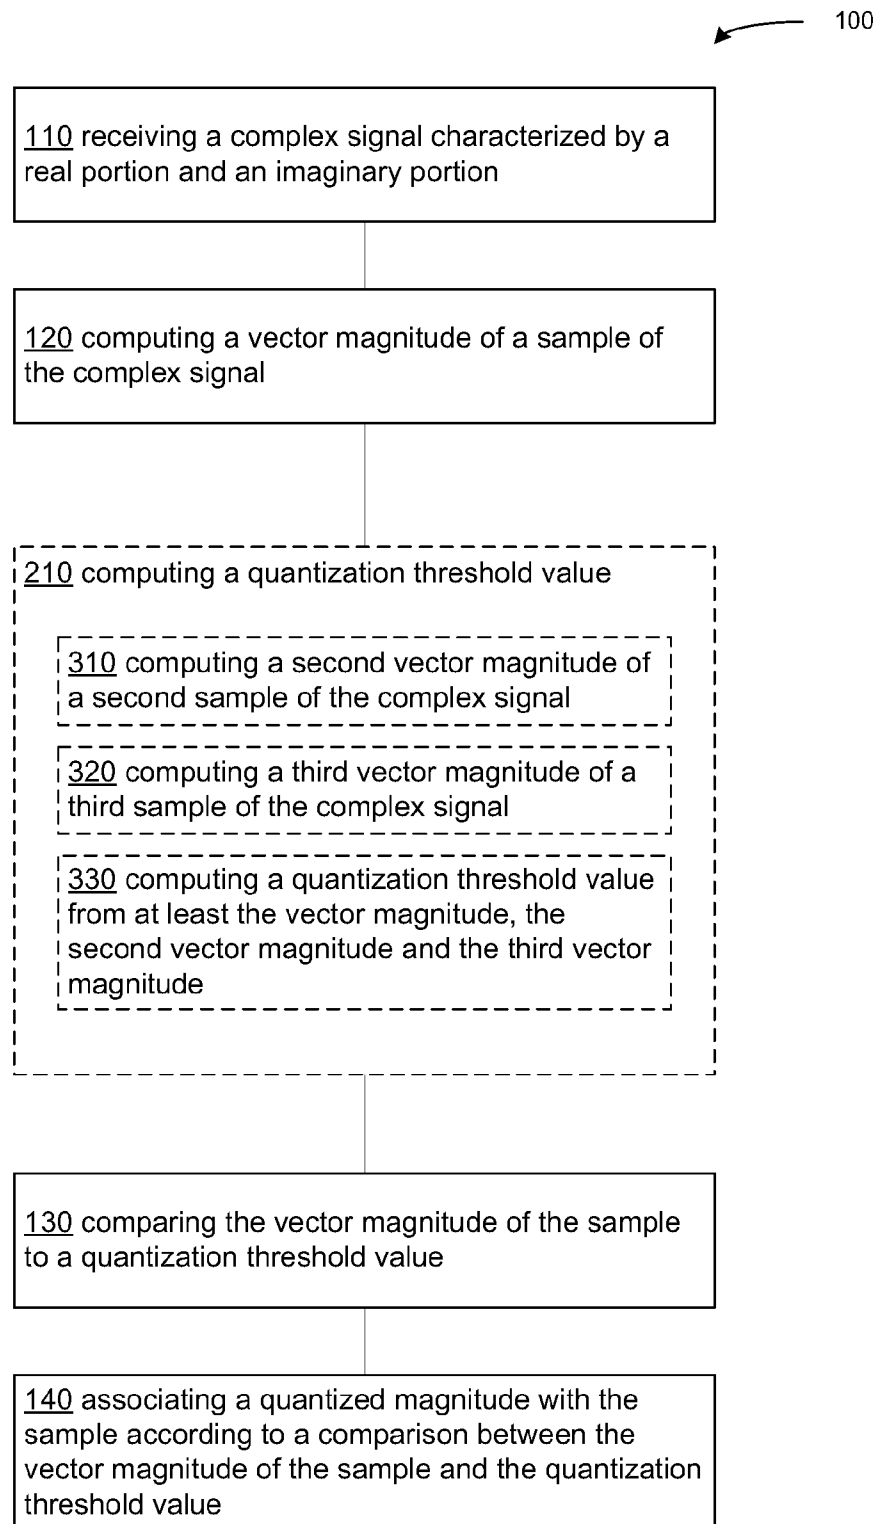 100
110 receiving a complex signal characterized by a
real portion and an imaginary portion
120 computing a vector magnitude of a sample of
the complex signal
210 computing a quantization threshold value
310 computing a second vector magnitude of
a second sample of the complex signal
320 computing a third vector magnitude of a
third sample of the complex signal
330 computing a quantization threshold value
from at least the vector magnitude, the
second vector magnitude and the third vector
magnitude
130 comparing the vector magnitude of the sample
to a quantization threshold value
140 associating a quantized magnitude with the
sample according to a comparison between the
vector magnitude of the sample and the quantization
threshold value